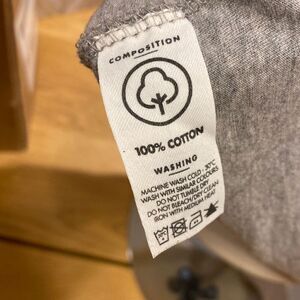 COMPOSITION
100% COTTON
WASHING
MACHINE WASH COLD - 30°C
WASH WITH SIMILAR COLOURS
DO NOT TUMBLE DRY
DO NOT BLEACH/DRY CLEAN
IRON WITH MEDIUM HEAT